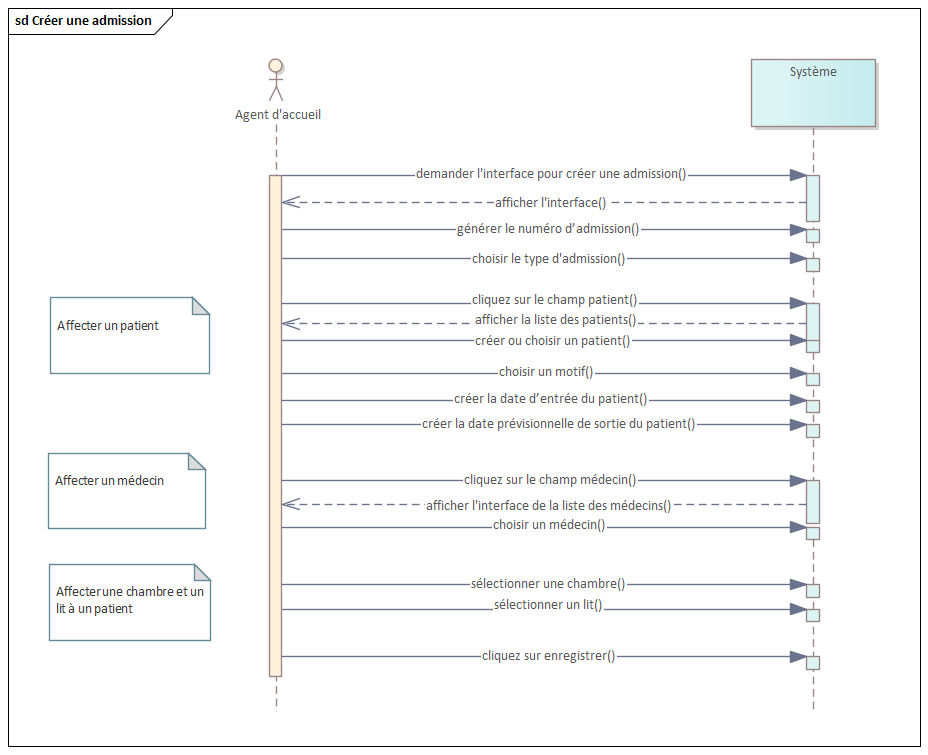 sd Créer une admission
Agent d'accueil
Système
demander l'interface pour créer une admission()
afficher l'interface()
générer le numéro d’admission()
choisir le type d'admission()
Affecter un patient
cliquez sur le champ patient()
afficher la liste des patients()
créer ou choisir un patient()
choisir un motif()
créer la date d’entrée du patient()
créer la date prévisionnelle de sortie du patient()
Affecter un médecin
cliquez sur le champ médecin()
afficher l'interface de la liste des médecins()
choisir un médecin()
Affecter une chambre et un
lit à un patient
sélectionner une chambre()
sélectionner un lit()
cliquez sur enregistrer()